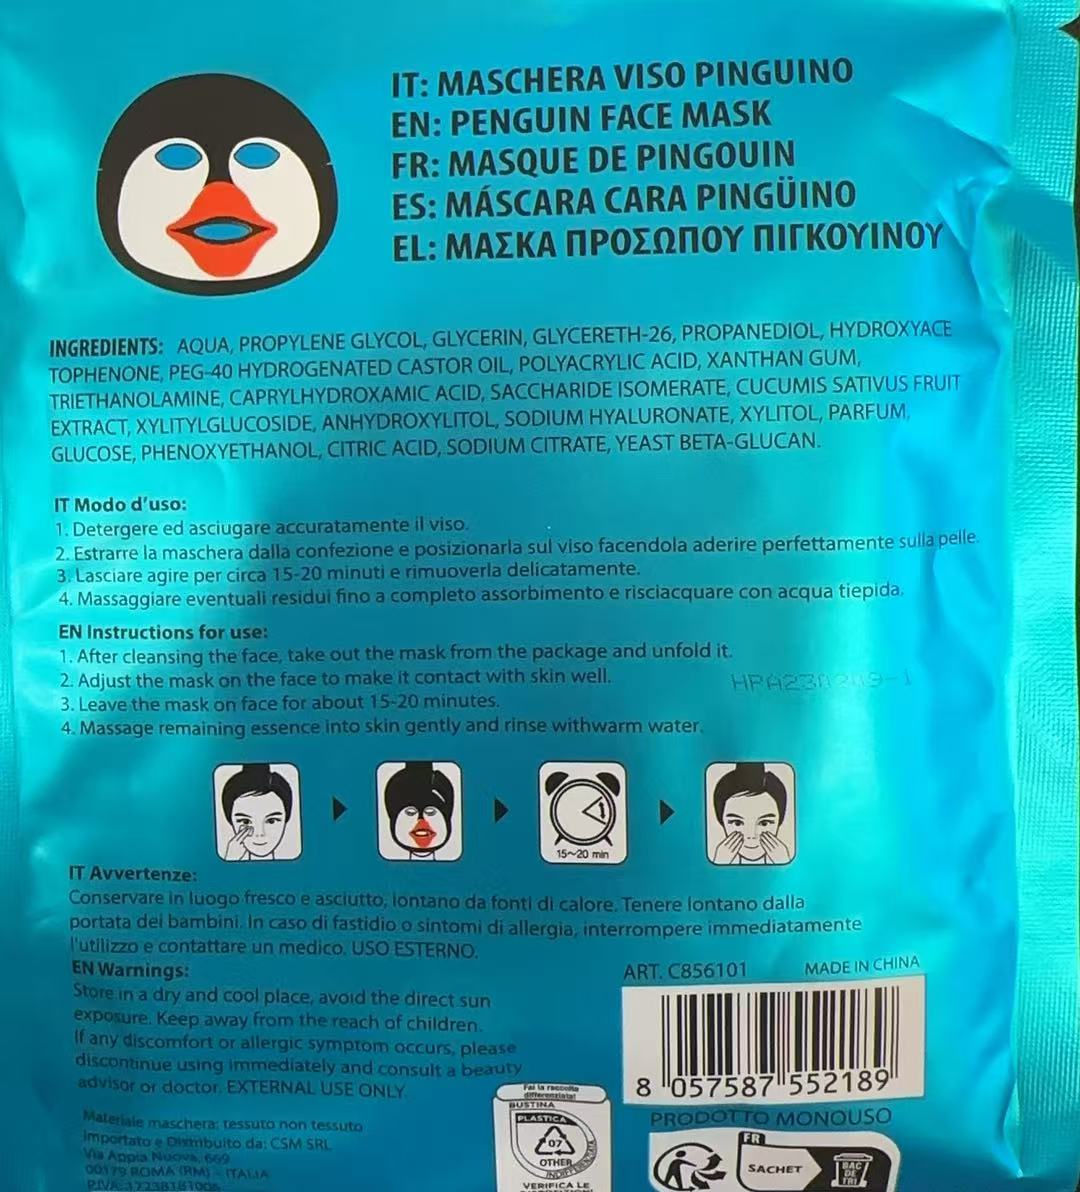 IT: MASCHERA VISO PINGUINO
EN: PENGUIN FACE MASK
FR: MASQUE DE PINGOUIN
ES: MÁSCARA CARA PINGÜINO
EL: ΜΑΣΚΑ ΠΡΟΣΩΠΟΥ ΠΙΓΚΟΥΙΝΟΥ
INGREDIENTS: AQUA, PROPYLENE GLYCOL, GLYCERIN, GLYCERETH-26, PROPANEDIOL, HYDROXYACE
TOPHENONE, PEG-40 HYDROGENATED CASTOR OIL, POLYACRYLIC ACID, XANTHAN GUM,
TRIETHANOLAMINE, CAPRYLHYDROXAMIC ACID, SACCHARIDE ISOMERATE, CUCUMIS SATIVUS FRUIT
EXTRACT, XYLITYLGLUCOSIDE, ANHYDROXYLITOL, SODIUM HYALURONATE, XYLITOL, PARFUM,
GLUCOSE, PHENOXYETHANOL, CITRIC ACID, SODIUM CITRATE, YEAST BETA-GLUCAN.
IT Modo d'uso:
1. Detergere ed asciugare accuratamente il viso.
2. Estrarre la maschera dalla confezione e posizionarla sul viso facendola aderire perfettamente sulla pelle.
3. Lasciare agire per circa 15-20 minuti e rimuoverla delicatamente.
4. Massaggiare eventuali residui fino a completo assorbimento e risciacquare con acqua tiepida.
EN Instructions for use:
1. After cleansing the face, take out the mask from the package and unfold it.
2. Adjust the mask on the face to make it contact with skin well.
3. Leave the mask on face for about 15-20 minutes.
4. Massage remaining essence into skin gently and rinse withwarm water.
15~20 min
IT Avvertenze:
Conservare in luogo fresco e asciutto, lontano da fonti di calore. Tenere lontano dalla
portata dei bambini. In caso di fastidio o sintomi di allergia, interrompere immediatamente
l'utilizzo e contattare un medico. USO ESTERNO.
EN Warnings:
Store in a dry and cool place, avoid the direct sun
exposure. Keep away from the reach of children.
If any discomfort or allergic symptom occurs, please
discontinue using immediately and consult a beauty
advisor or doctor. EXTERNAL USE ONLY.
Materiale maschera: tessuto non tessuto
Importato e Distribuito da: CSM SRL
Via Appia Nuova, 669
00179 ROMA (RM) - ITALIA
P.IVA:
ART. C856101 MADE IN CHINA
8 057587 552189
PRODOTTO MONOUSO
Fai la raccolta
differenziata!
BUSTINA
PLASTICA
07
OTHER
VERIFICA LE
FR
SACHET
BAC
DE
TRI